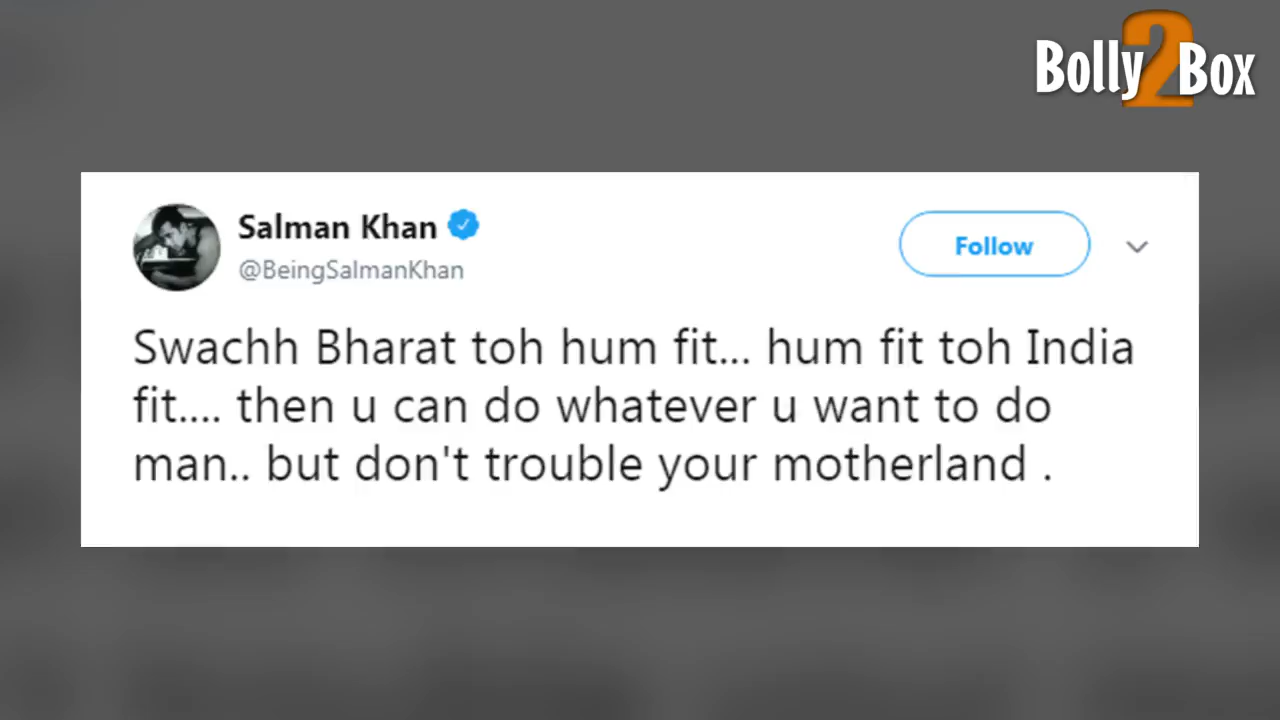 Bolly2Box
Salman Khan
@BeingSalmanKhan
Follow
Swachh Bharat toh hum fit... hum fit toh India
fit.... then u can do whatever u want to do
man.. but don't trouble your motherland .